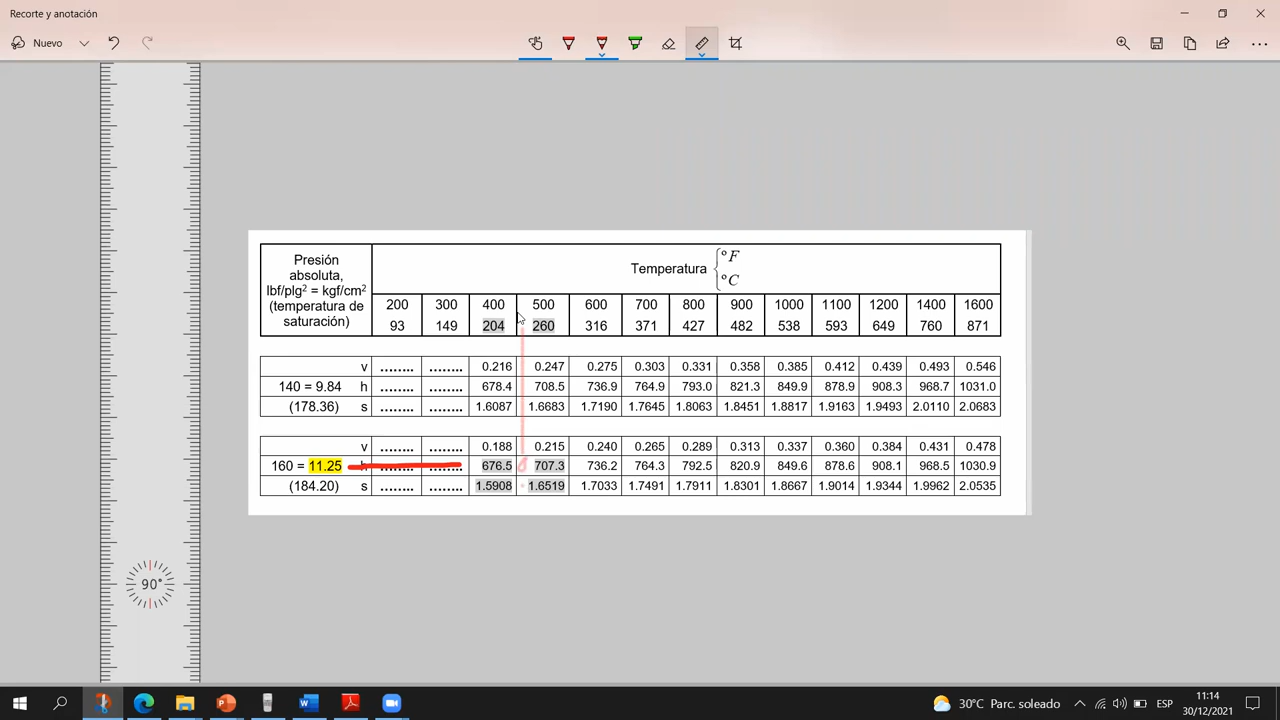 Recorte y anotación
Nuevo
Presión absoluta, lbf/plg² = kgf/cm² (temperatura de saturación)
Temperatura { °F °C
200 300 400 500 600 700 800 900 1000 1100 1200 1400 1600
93 149 204 260 316 371 427 482 538 593 649 760 871
v ........ ........ 0.216 0.247 0.275 0.303 0.331 0.358 0.385 0.412 0.439 0.493 0.546
140 = 9.84 h ........ ........ 678.4 708.5 736.9 764.9 793.0 821.3 849.9 878.9 908.3 968.7 1031.0
(178.36) s ........ ........ 1.6087 1.6683 1.7190 1.7645 1.8063 1.8451 1.8817 1.9163 1.9493 2.0110 2.0683
v ........ ........ 0.188 0.215 0.240 0.265 0.289 0.313 0.337 0.360 0.384 0.431 0.478
160 = 11.25 h ........ ........ 676.5 707.3 736.2 764.3 792.5 820.9 849.6 878.6 908.1 968.5 1030.9
(184.20) s ........ ........ 1.5908 1.6519 1.7033 1.7491 1.7911 1.8301 1.8667 1.9014 1.9344 1.9962 2.0535
90°
30°C Parc. soleado
ESP
11:14
30/12/2021